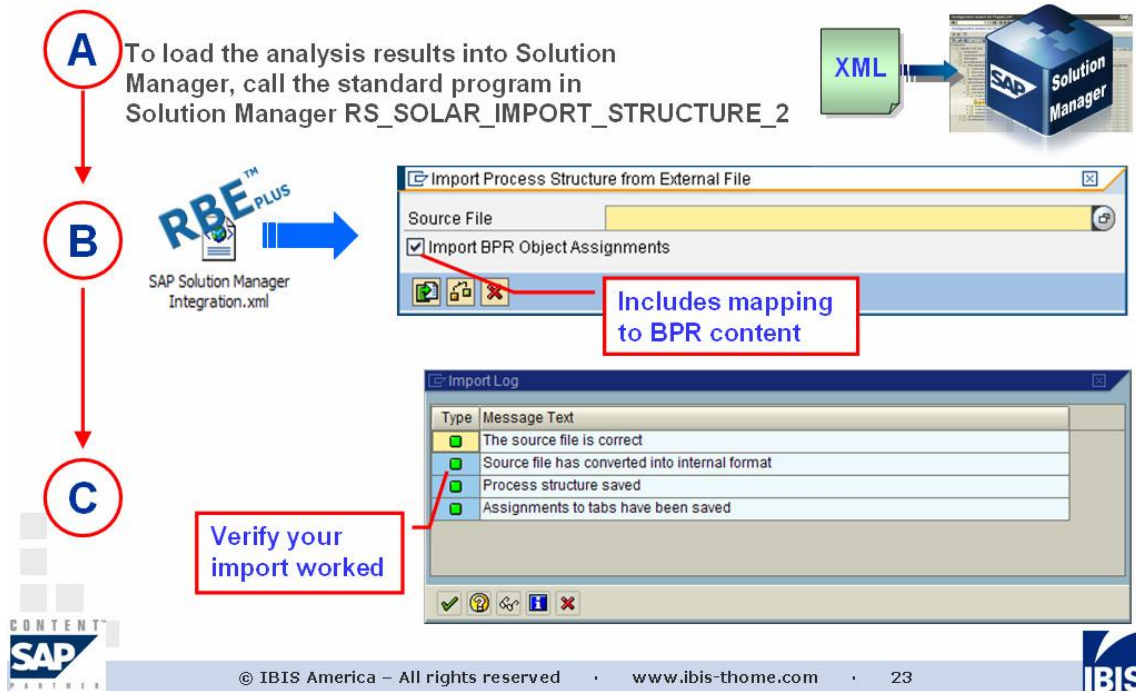 A
To load the analysis results into Solution
Manager, call the standard program in
Solution Manager RS_SOLAR_IMPORT_STRUCTURE_2
XML
SAP
Solution
Manager
B
RBE™ PLUS
SAP Solution Manager
Integration.xml
Import Process Structure from External File
Source File
Import BPR Object Assignments
Includes mapping
to BPR content
C
Import Log
Type Message Text
The source file is correct
Source file has converted into internal format
Process structure saved
Assignments to tabs have been saved
Verify your
import worked
CONTENT™
SAP
PARTNER
© IBIS America – All rights reserved · www.ibis-thome.com · 23
IBIS